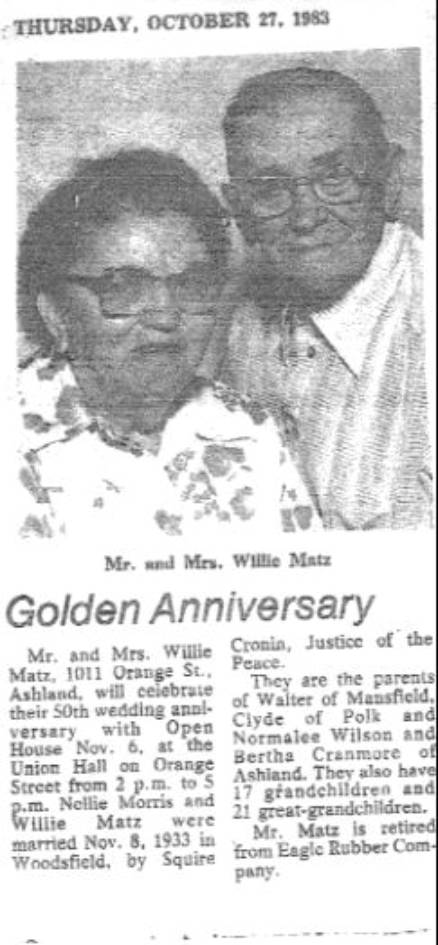 THURSDAY, OCTOBER 27, 1983
Mr. and Mrs. Willie Matz
Golden Anniversary
Mr. and Mrs. Willie
Matz, 1011 Orange St.,
Ashland, will celebrate
their 50th wedding anni-
versary with Open
House Nov. 6, at the
Union Hall on Orange
Street from 2 p.m. to 5
p.m. Nellie Morris and
Willie Matz were
married Nov. 8, 1933 in
Woodsfield, by Squire
Cronin, Justice of the
Peace.
They are the parents
of Walter of Mansfield,
Clyde of Polk and
Normalee Wilson and
Bertha Cranmore of
Ashland. They also have
17 grandchildren and
21 great-grandchildren.
Mr. Matz is retired
from Eagle Rubber Com-
pany.